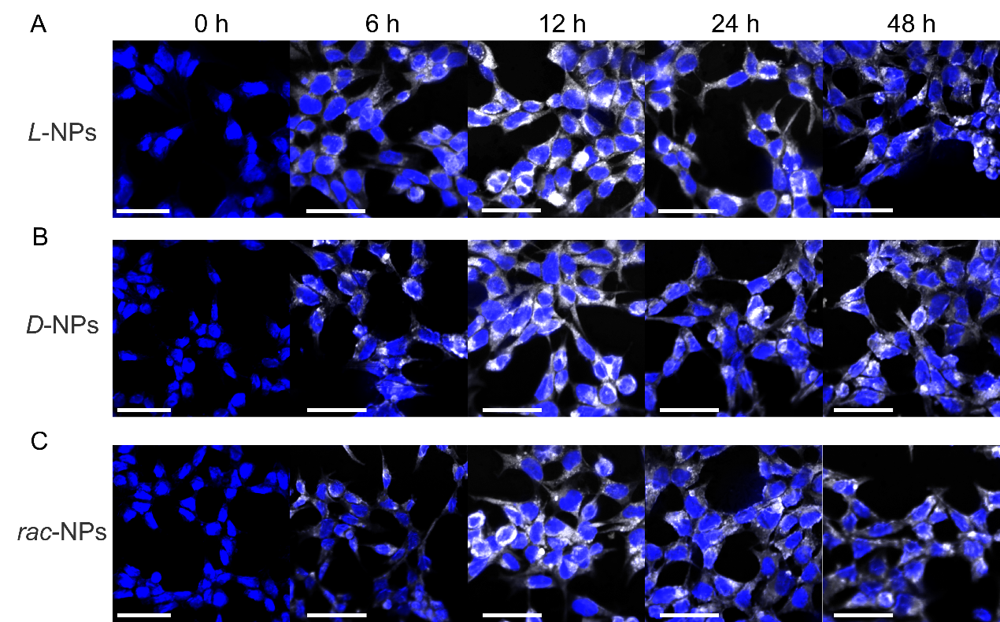 A
0 h 6 h 12 h 24 h 48 h
L-NPs
B
D-NPs
C
rac-NPs